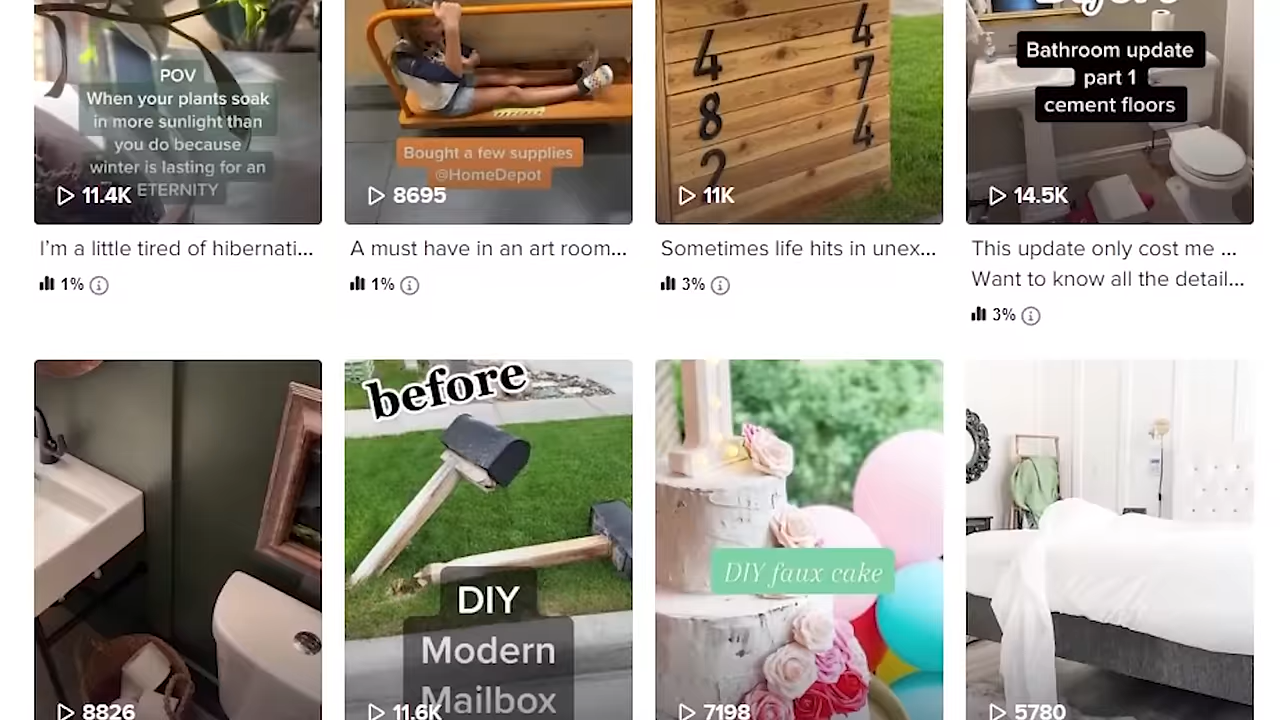 POV
When your plants soak
in more sunlight than
you do because
winter is lasting for an
ETERNITY
11.4K
I'm a little tired of hibernati...
1%
Bought a few supplies
@HomeDepot
8695
A must have in an art room...
1%
4 4
8 7
2 4
11K
Sometimes life hits in unex...
3%
Bathroom update
part 1
cement floors
14.5K
This update only cost me ...
Want to know all the detail...
3%
8826
before
DIY
Modern
Mailbox
11.6K
DIY faux cake
7198
5780